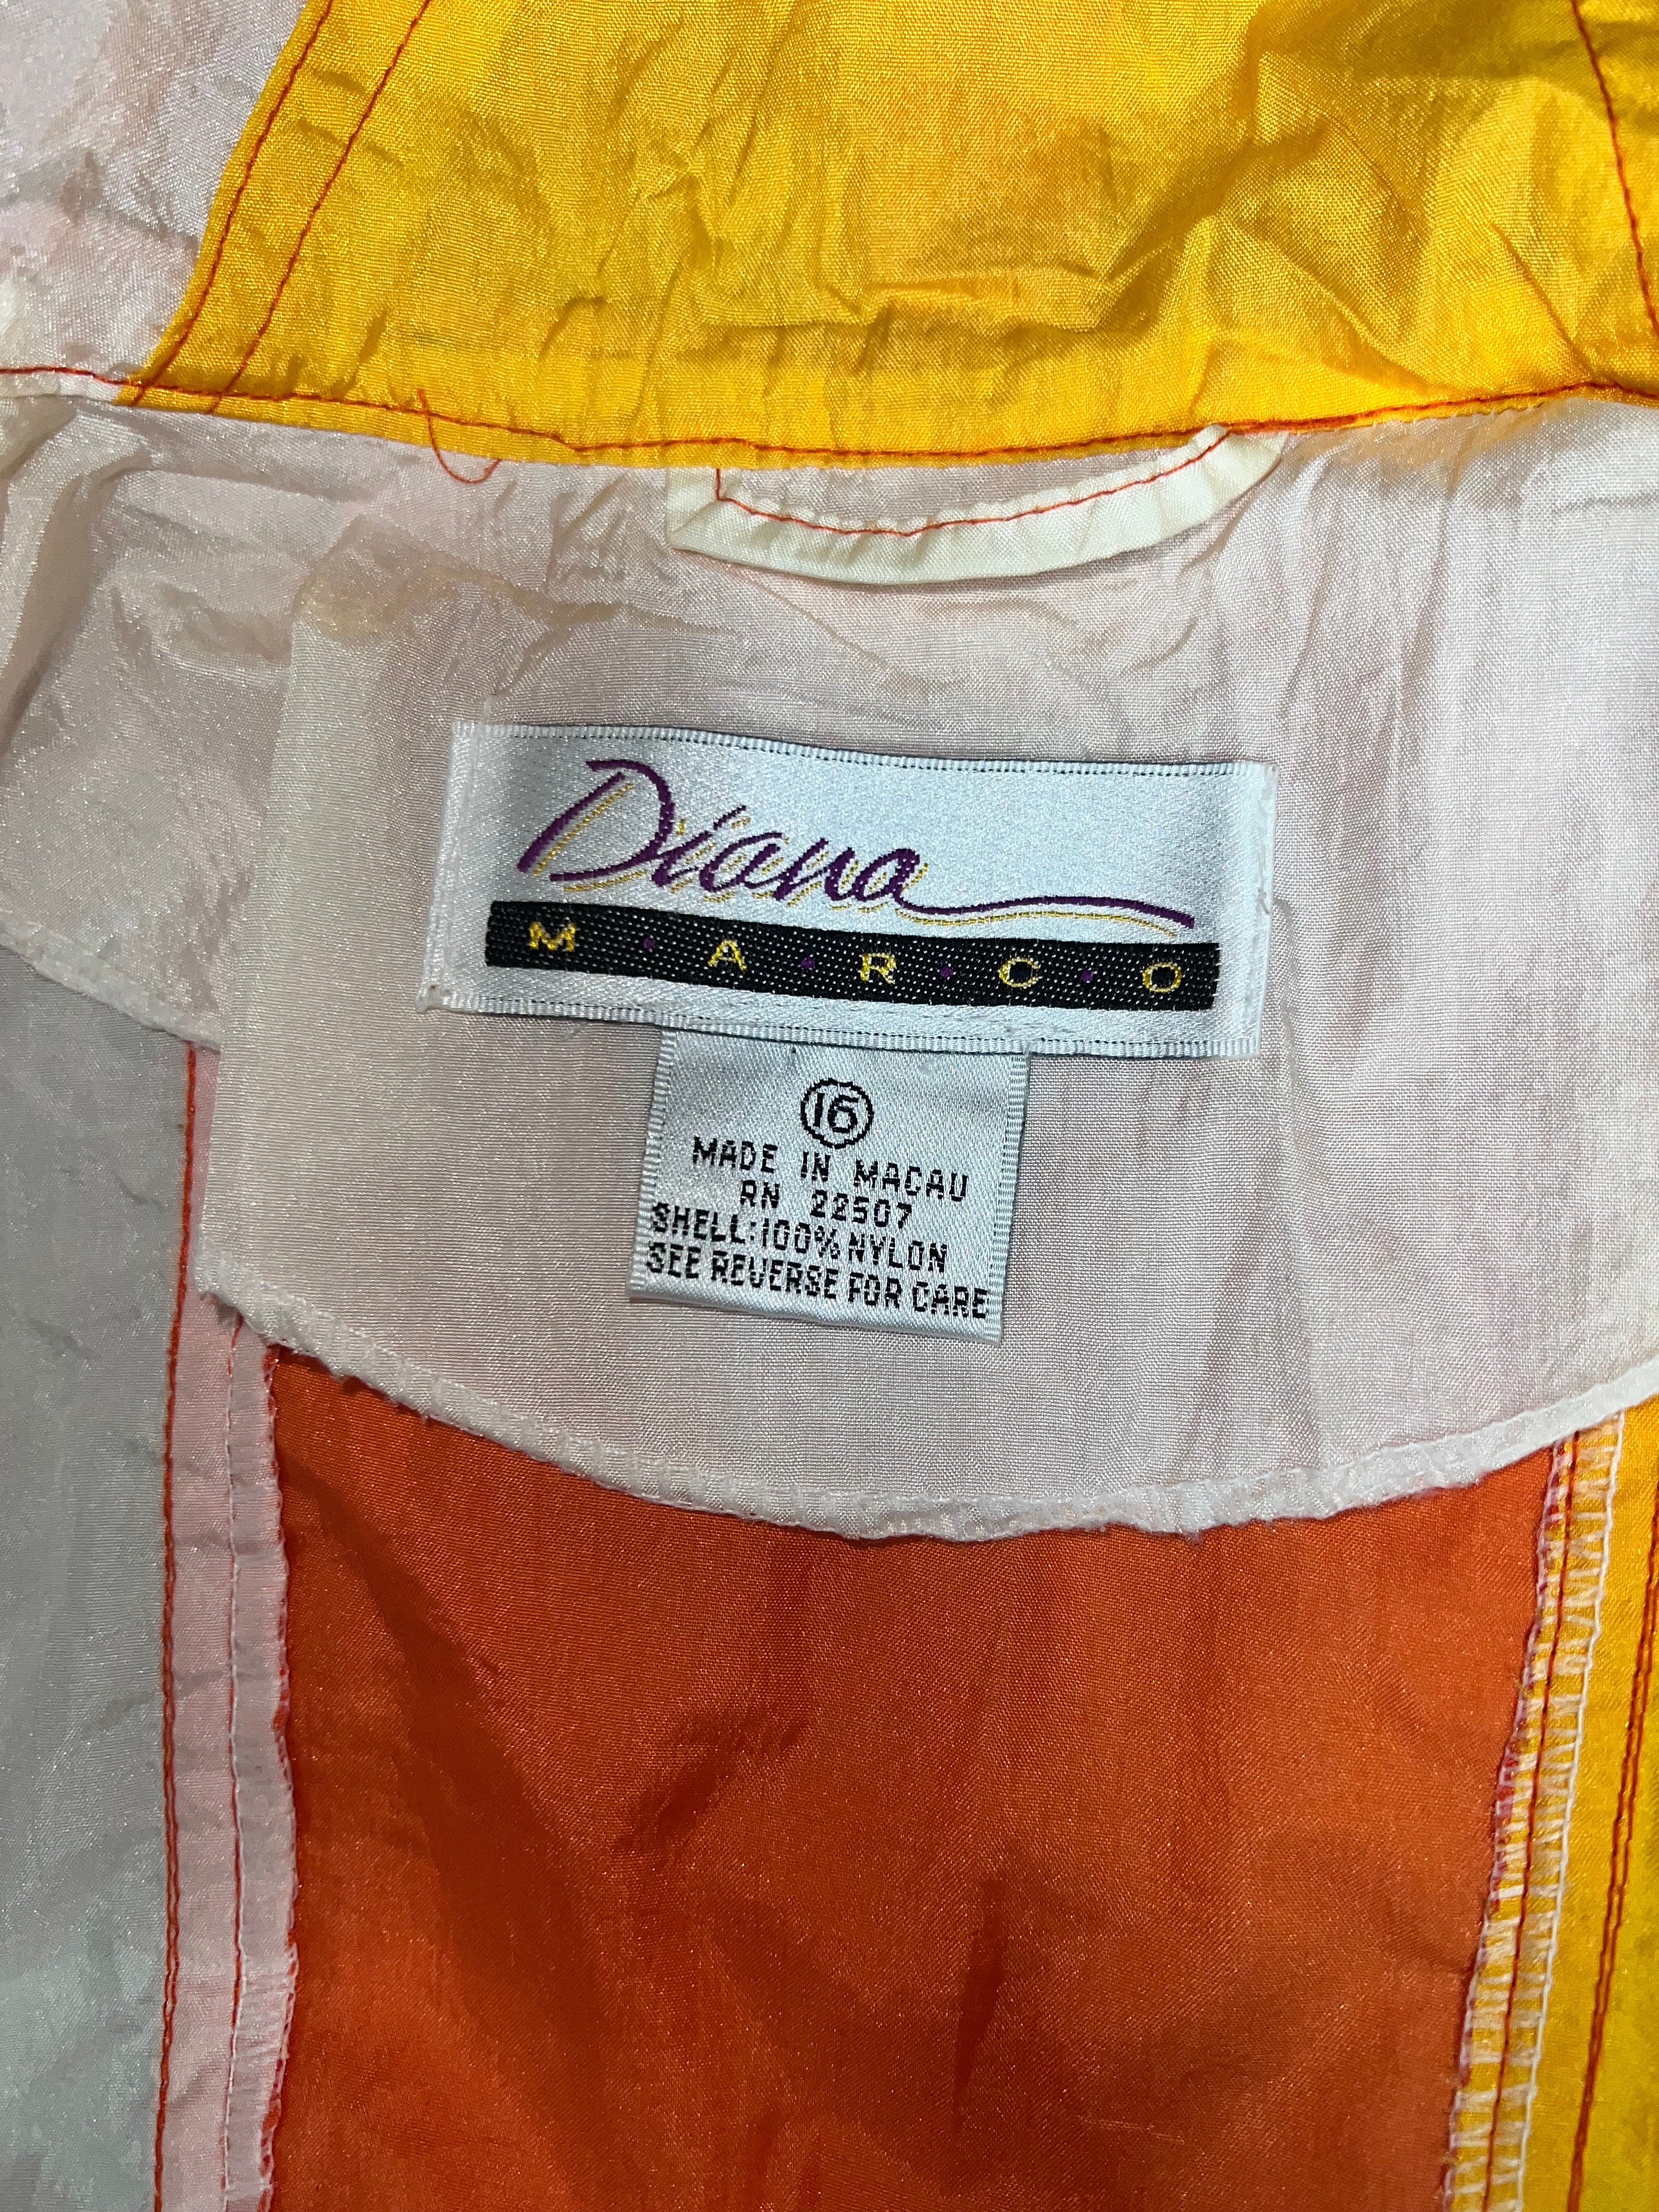 Diana
M·A·R·C·O
16
MADE IN MACAU
RN 22507
SHELL:100% NYLON
SEE REVERSE FOR CARE